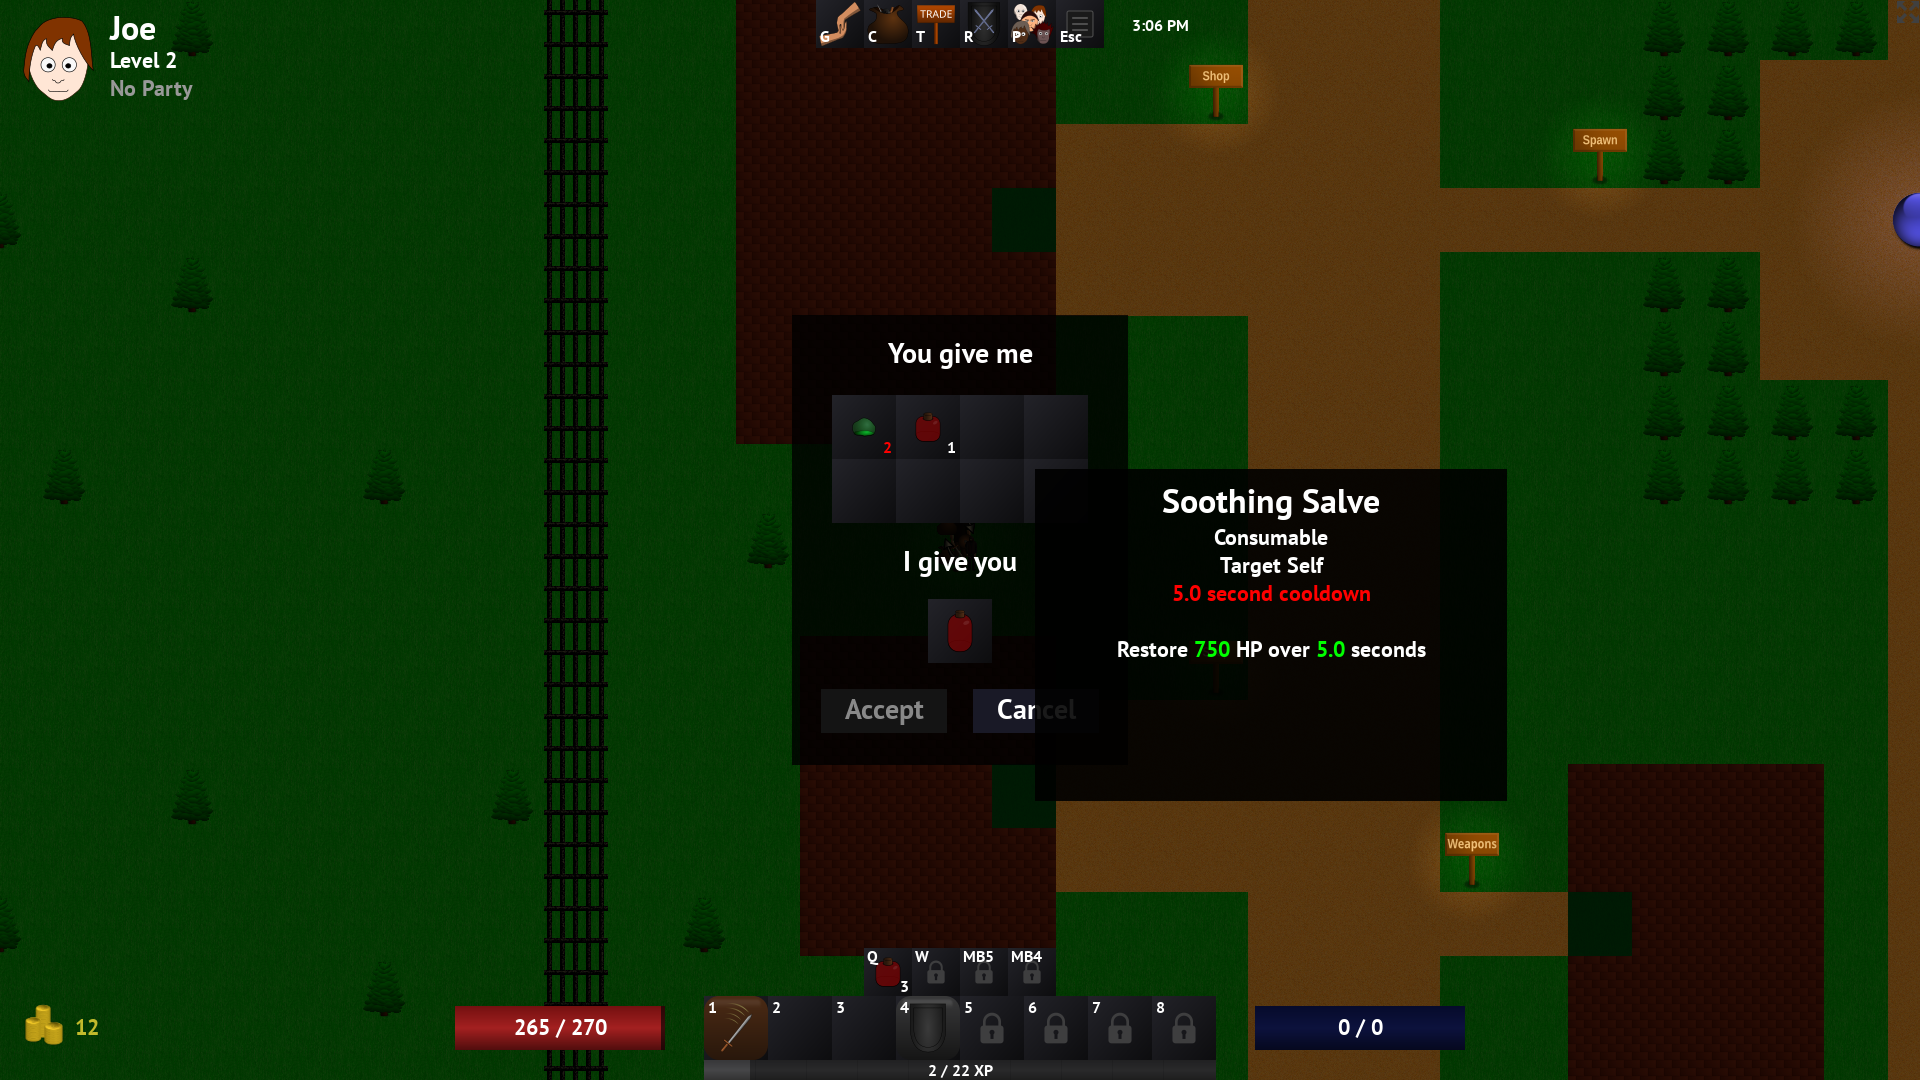 Joe
Level 2
No Party
G
C
TRADE
T
R
P
Esc
3:06 PM
Shop
Spawn
You give me
2
1
I give you
Accept
Cancel
Soothing Salve
Consumable
Target Self
5.0 second cooldown
Restore 750 HP over 5.0 seconds
Weapons
Q
W
MB5
MB4
3
1
2
3
4
5
6
7
8
12
265 / 270
0 / 0
2 / 22 XP